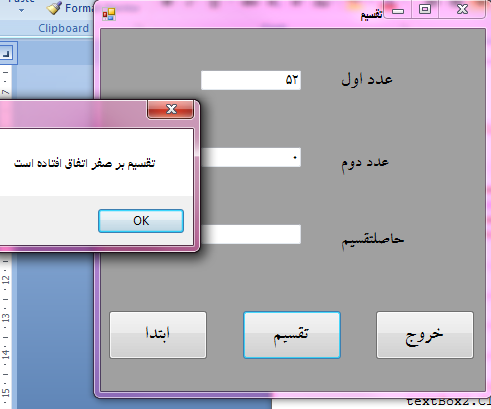 Forma
Clipboard
تقسیم
عدد اول
۵۲
عدد دوم
۰
تقسیم بر صفر اتفاق افتاده است
OK
حاصلتقسیم
خروج
تقسیم
ابتدا
textBox2.Cl